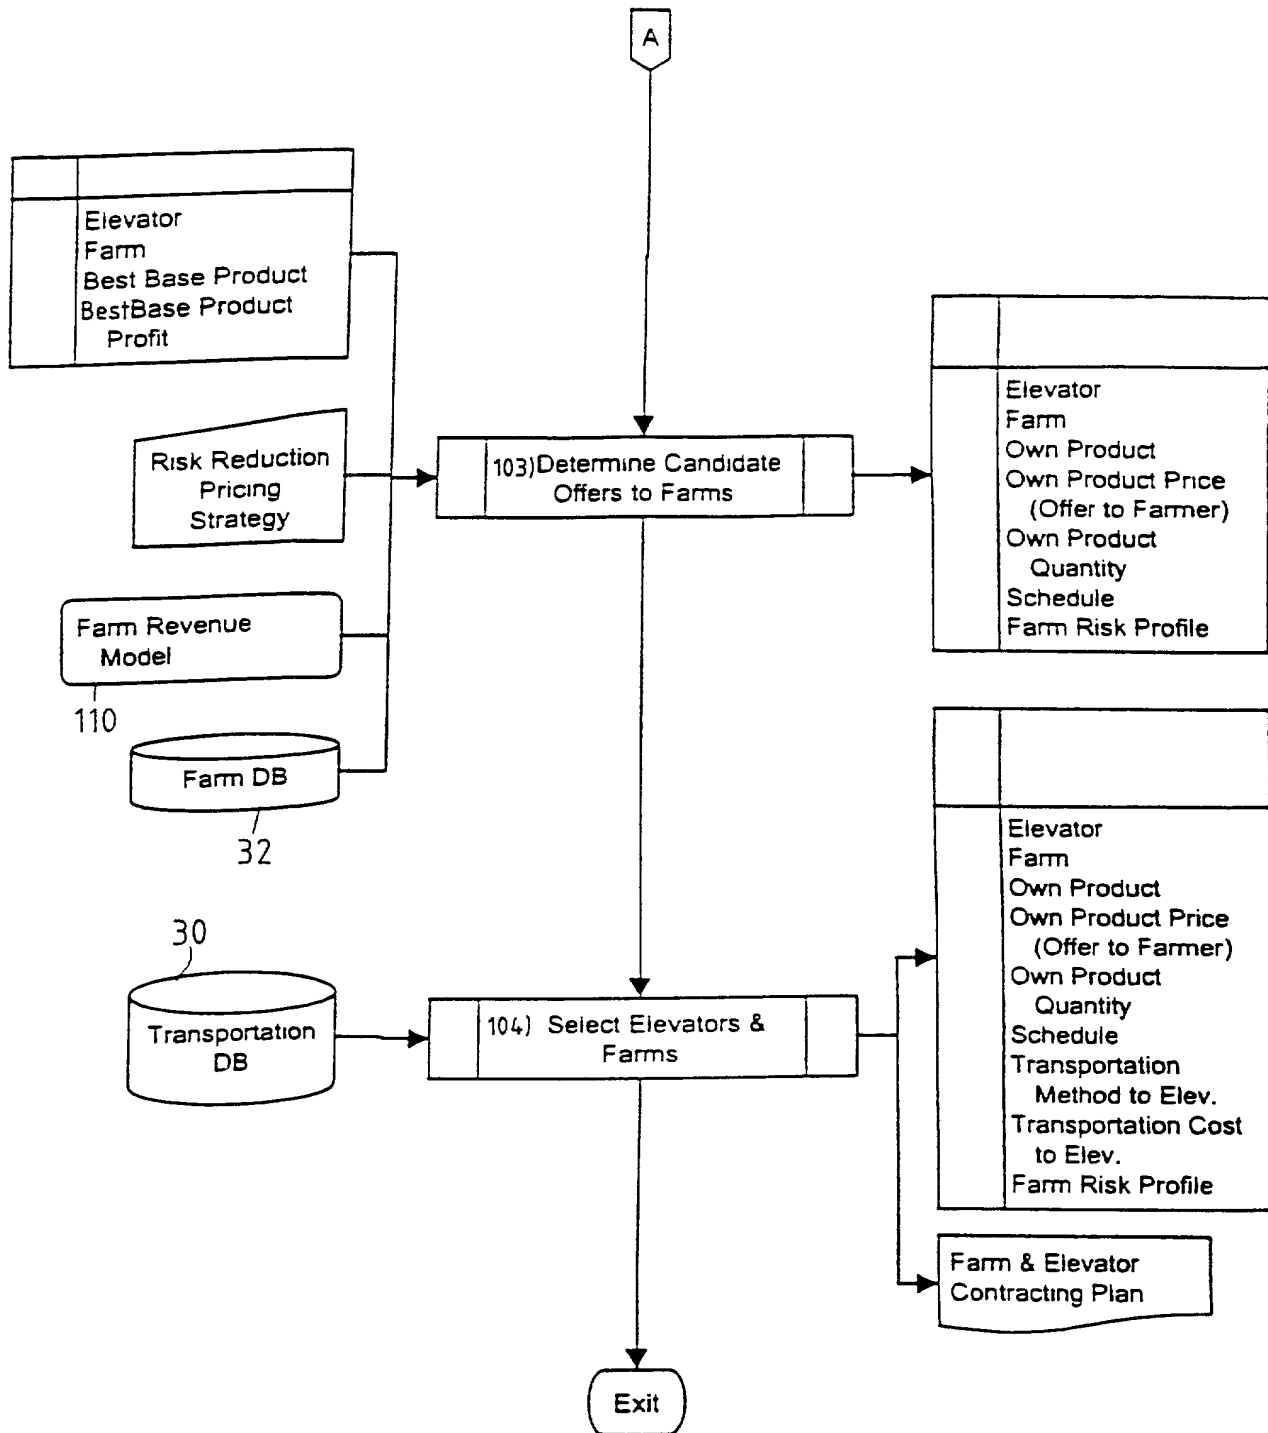 A
Elevator
Farm
Best Base Product
BestBase Product
Profit
Risk Reduction
Pricing
Strategy
Farm Revenue
Model
110
Farm DB
32
103) Determine Candidate
Offers to Farms
Elevator
Farm
Own Product
Own Product Price
(Offer to Farmer)
Own Product
Quantity
Schedule
Farm Risk Profile
30
Transportation
DB
104) Select Elevators &
Farms
Elevator
Farm
Own Product
Own Product Price
(Offer to Farmer)
Own Product
Quantity
Schedule
Transportation
Method to Elev.
Transportation Cost
to Elev.
Farm Risk Profile
Farm & Elevator
Contracting Plan
Exit